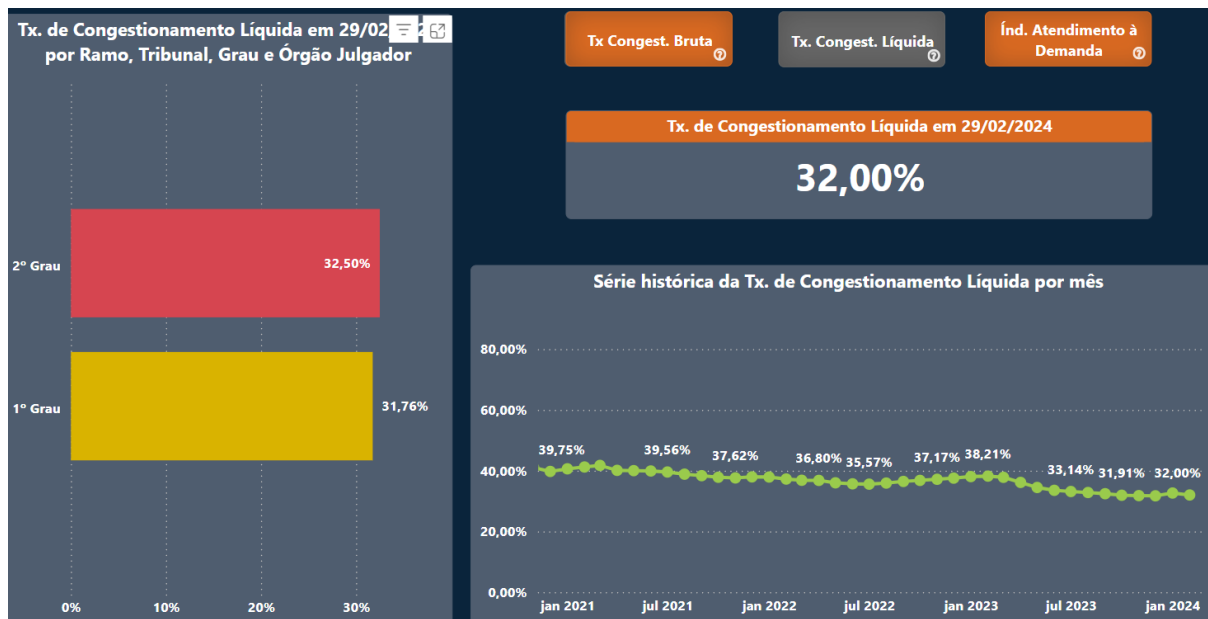 Tx. de Congestionamento Líquida em 29/02
por Ramo, Tribunal, Grau e Órgão Julgador
2º Grau
32,50%
1º Grau
31,76%
0%
10%
20%
30%
Tx Congest. Bruta
Tx. Congest. Líquida
Índ. Atendimento à
Demanda
Tx. de Congestionamento Líquida em 29/02/2024
32,00%
Série histórica da Tx. de Congestionamento Líquida por mês
80,00%
60,00%
40,00%
20,00%
0,00%
39,75%
39,56%
37,62%
36,80%
35,57%
37,17%
38,21%
33,14%
31,91%
32,00%
jan 2021
jul 2021
jan 2022
jul 2022
jan 2023
jul 2023
jan 2024